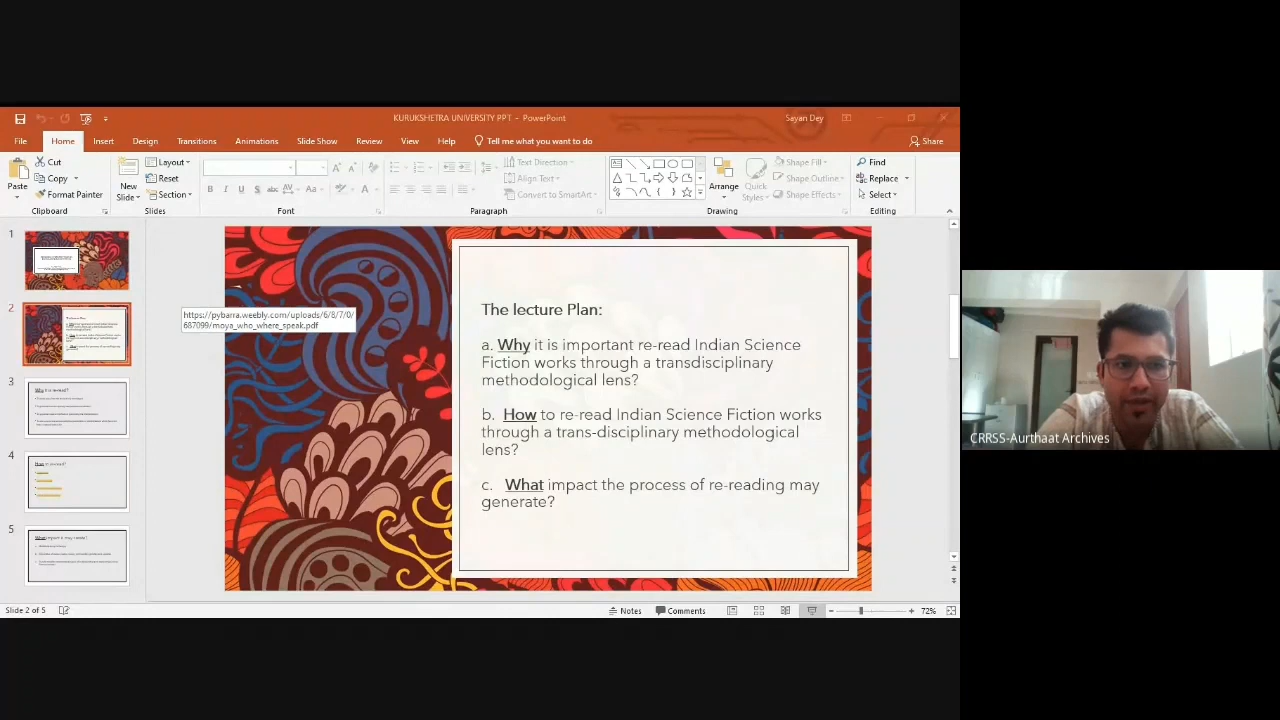 KURUKSHETRA UNIVERSITY PPT - PowerPoint
Sayan Dey
File Home Insert Design Transitions Animations Slide Show Review View Help Tell me what you want to do Share
Cut
Copy
Format Painter
Paste
Clipboard
New
Slide
Layout
Reset
Section
Slides
Font
Text Direction
Align Text
Convert to SmartArt
Paragraph
Arrange
Quick
Styles
Shape Fill
Shape Outline
Shape Effects
Drawing
Find
Replace
Select
Editing
1
2
3
4
5
https://pybarra.weebly.com/uploads/6/8/7/0/
687099/moya_who_where_speak.pdf
The lecture Plan:
a. Why it is important re-read Indian Science
Fiction works through a transdisciplinary
methodological lens?
b. How to re-read Indian Science Fiction works
through a trans-disciplinary methodological
lens?
c. What impact the process of re-reading may
generate?
CRRSS-Aurthaat Archives
Slide 2 of 5
Notes
Comments
72%